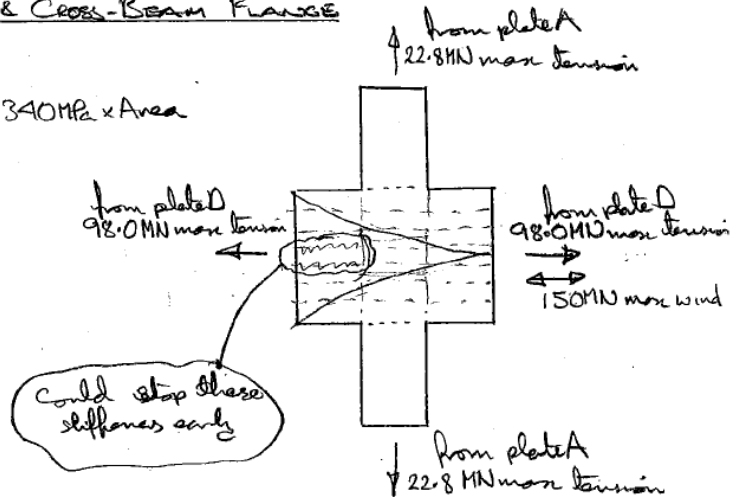 & CROSS-BEAM FLANGE
from plate A
22.8MN max tension
340MPa x Area
from plate D
98.0MN max tension
from plate D
98.0MN max tension
150MN max wind
Could stop these
stiffeners early
from plate A
22.8 MN max tension